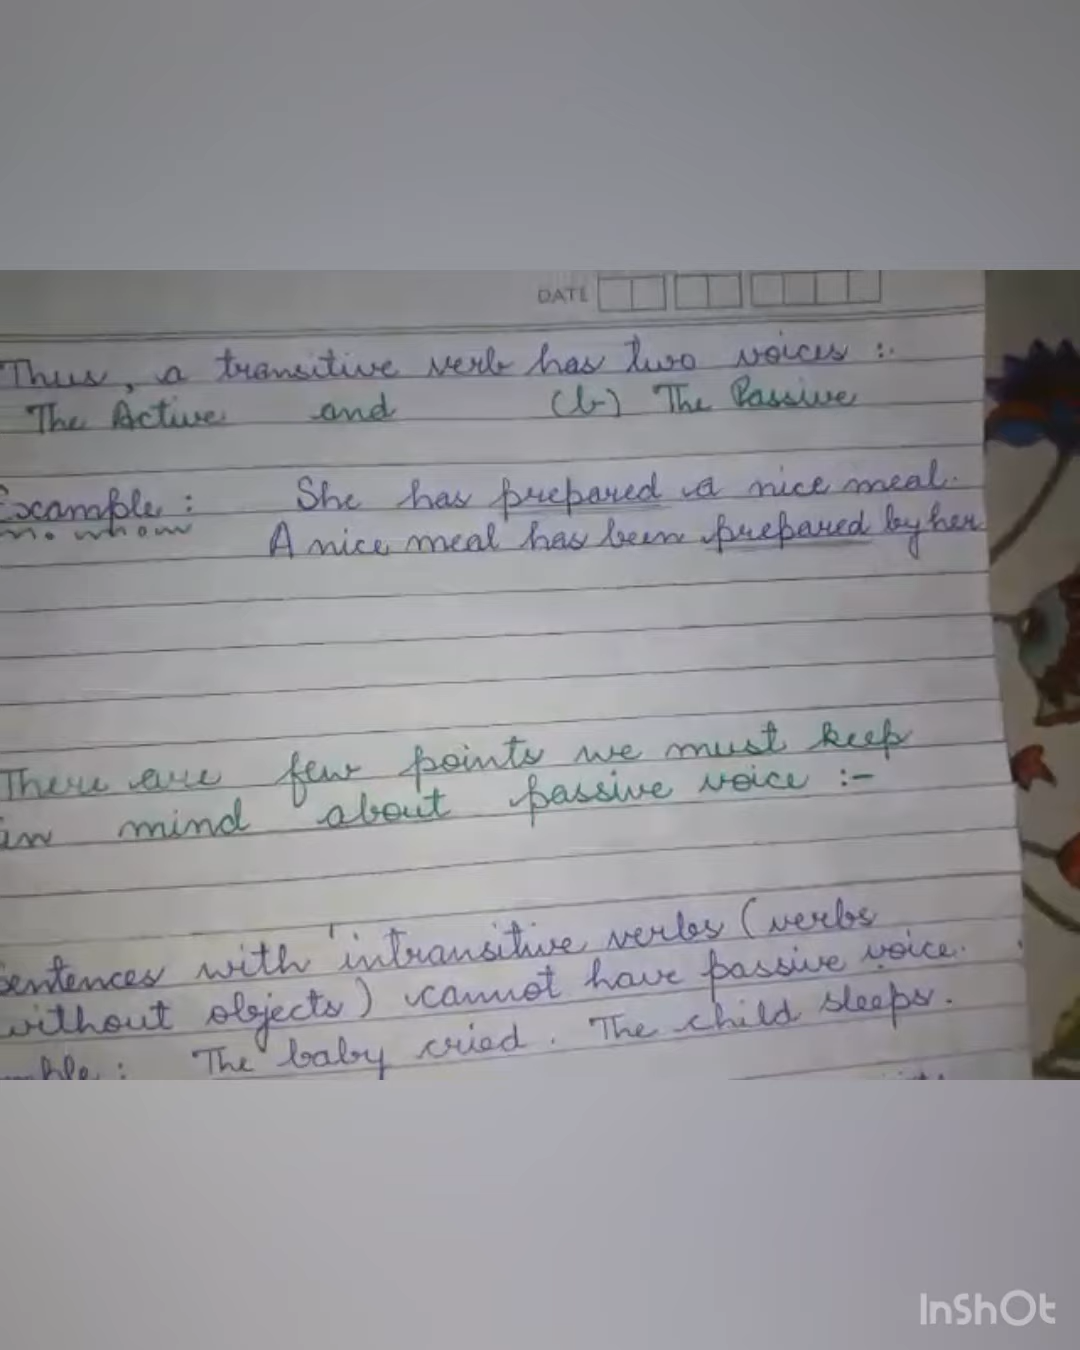 DATE
Thus, a transitive verb has two voices :.
The Active and (b) The Passive
Example : She has prepared a nice meal.
A nice meal has been prepared by her
There are few points we must keep
in mind about passive voice :-
sentences with intransitive verbs (verbs
without objects) cannot have passive voice.
The baby cried. The child sleeps.
InShOt